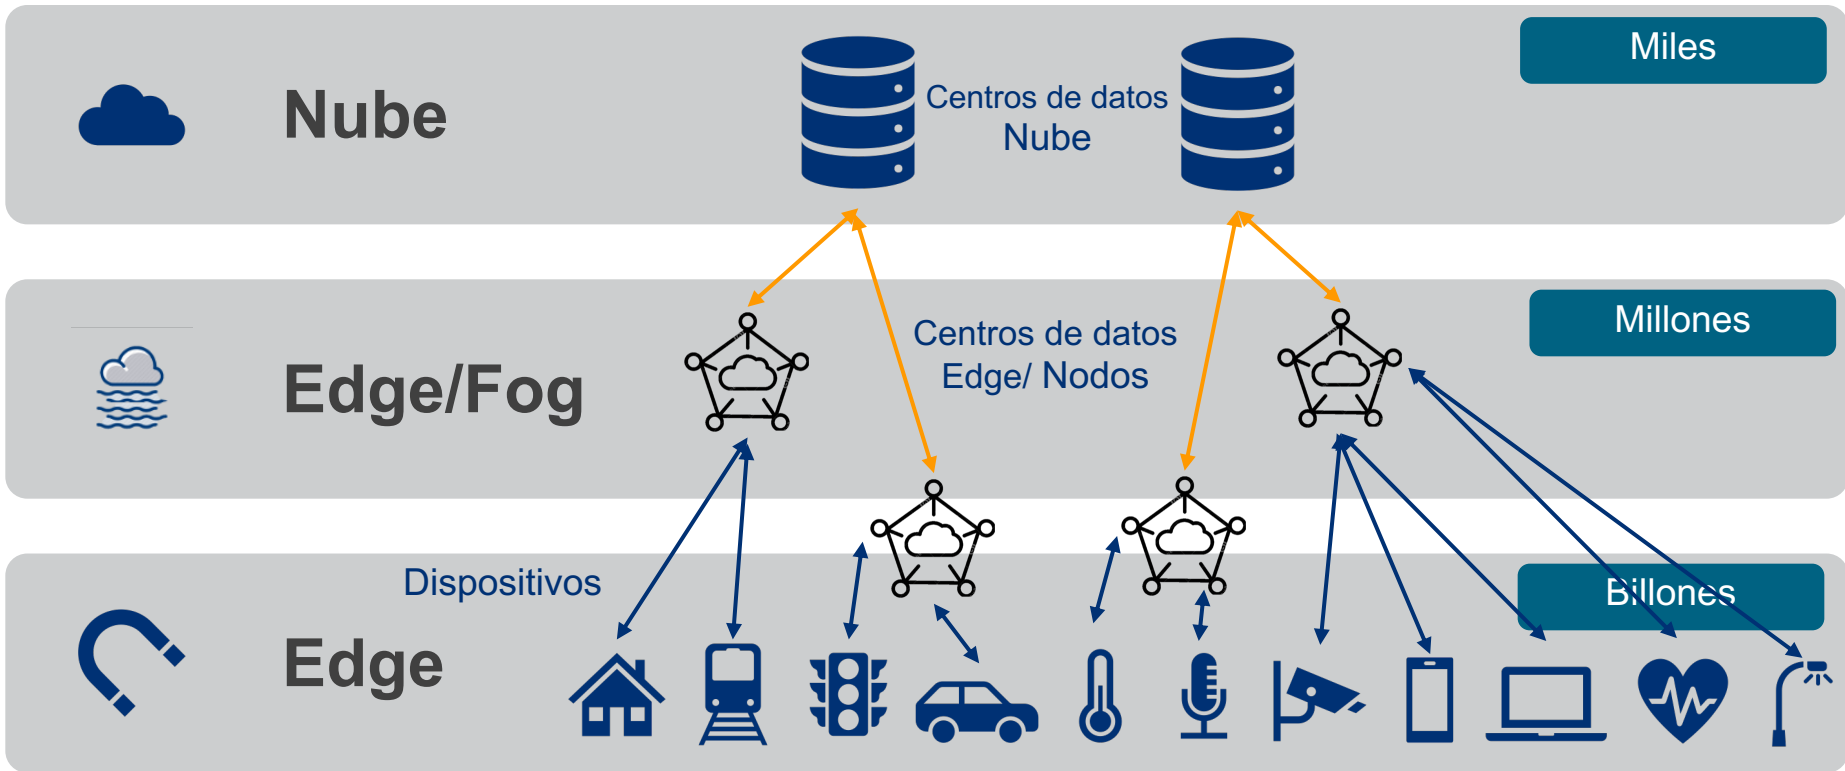 Nube
Centros de datos
Nube
Miles
Edge/Fog
Centros de datos
Edge/ Nodos
Millones
Dispositivos
Edge
Billones